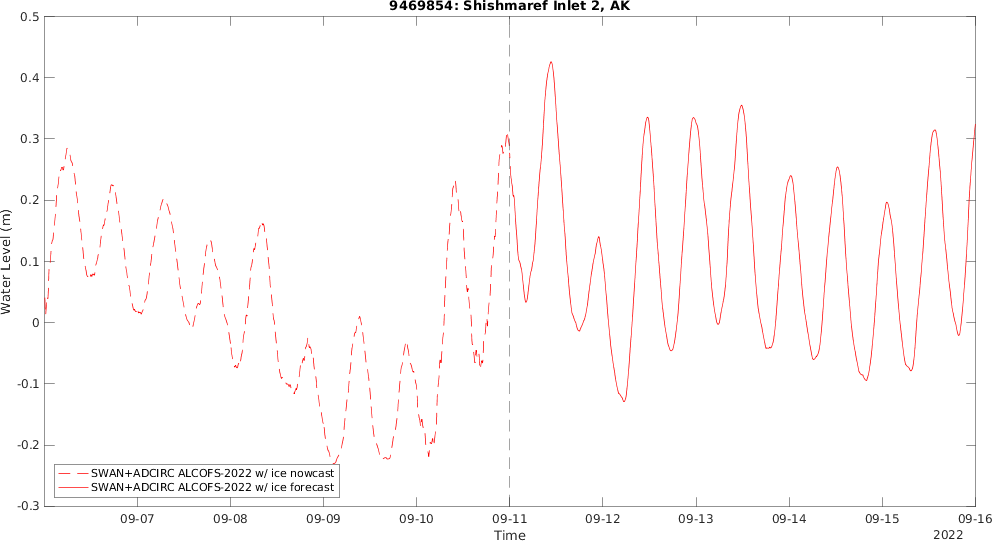 9469854: Shishmaref Inlet 2, AK
0.5
0.4
0.3
0.2
0.1
0
-0.1
-0.2
-0.3
Water Level (m)
SWAN+ADCIRC ALCOFS-2022 w/ ice nowcast
SWAN+ADCIRC ALCOFS-2022 w/ ice forecast
09-07 09-08 09-09 09-10 09-11 09-12 09-13 09-14 09-15 09-16
Time
2022